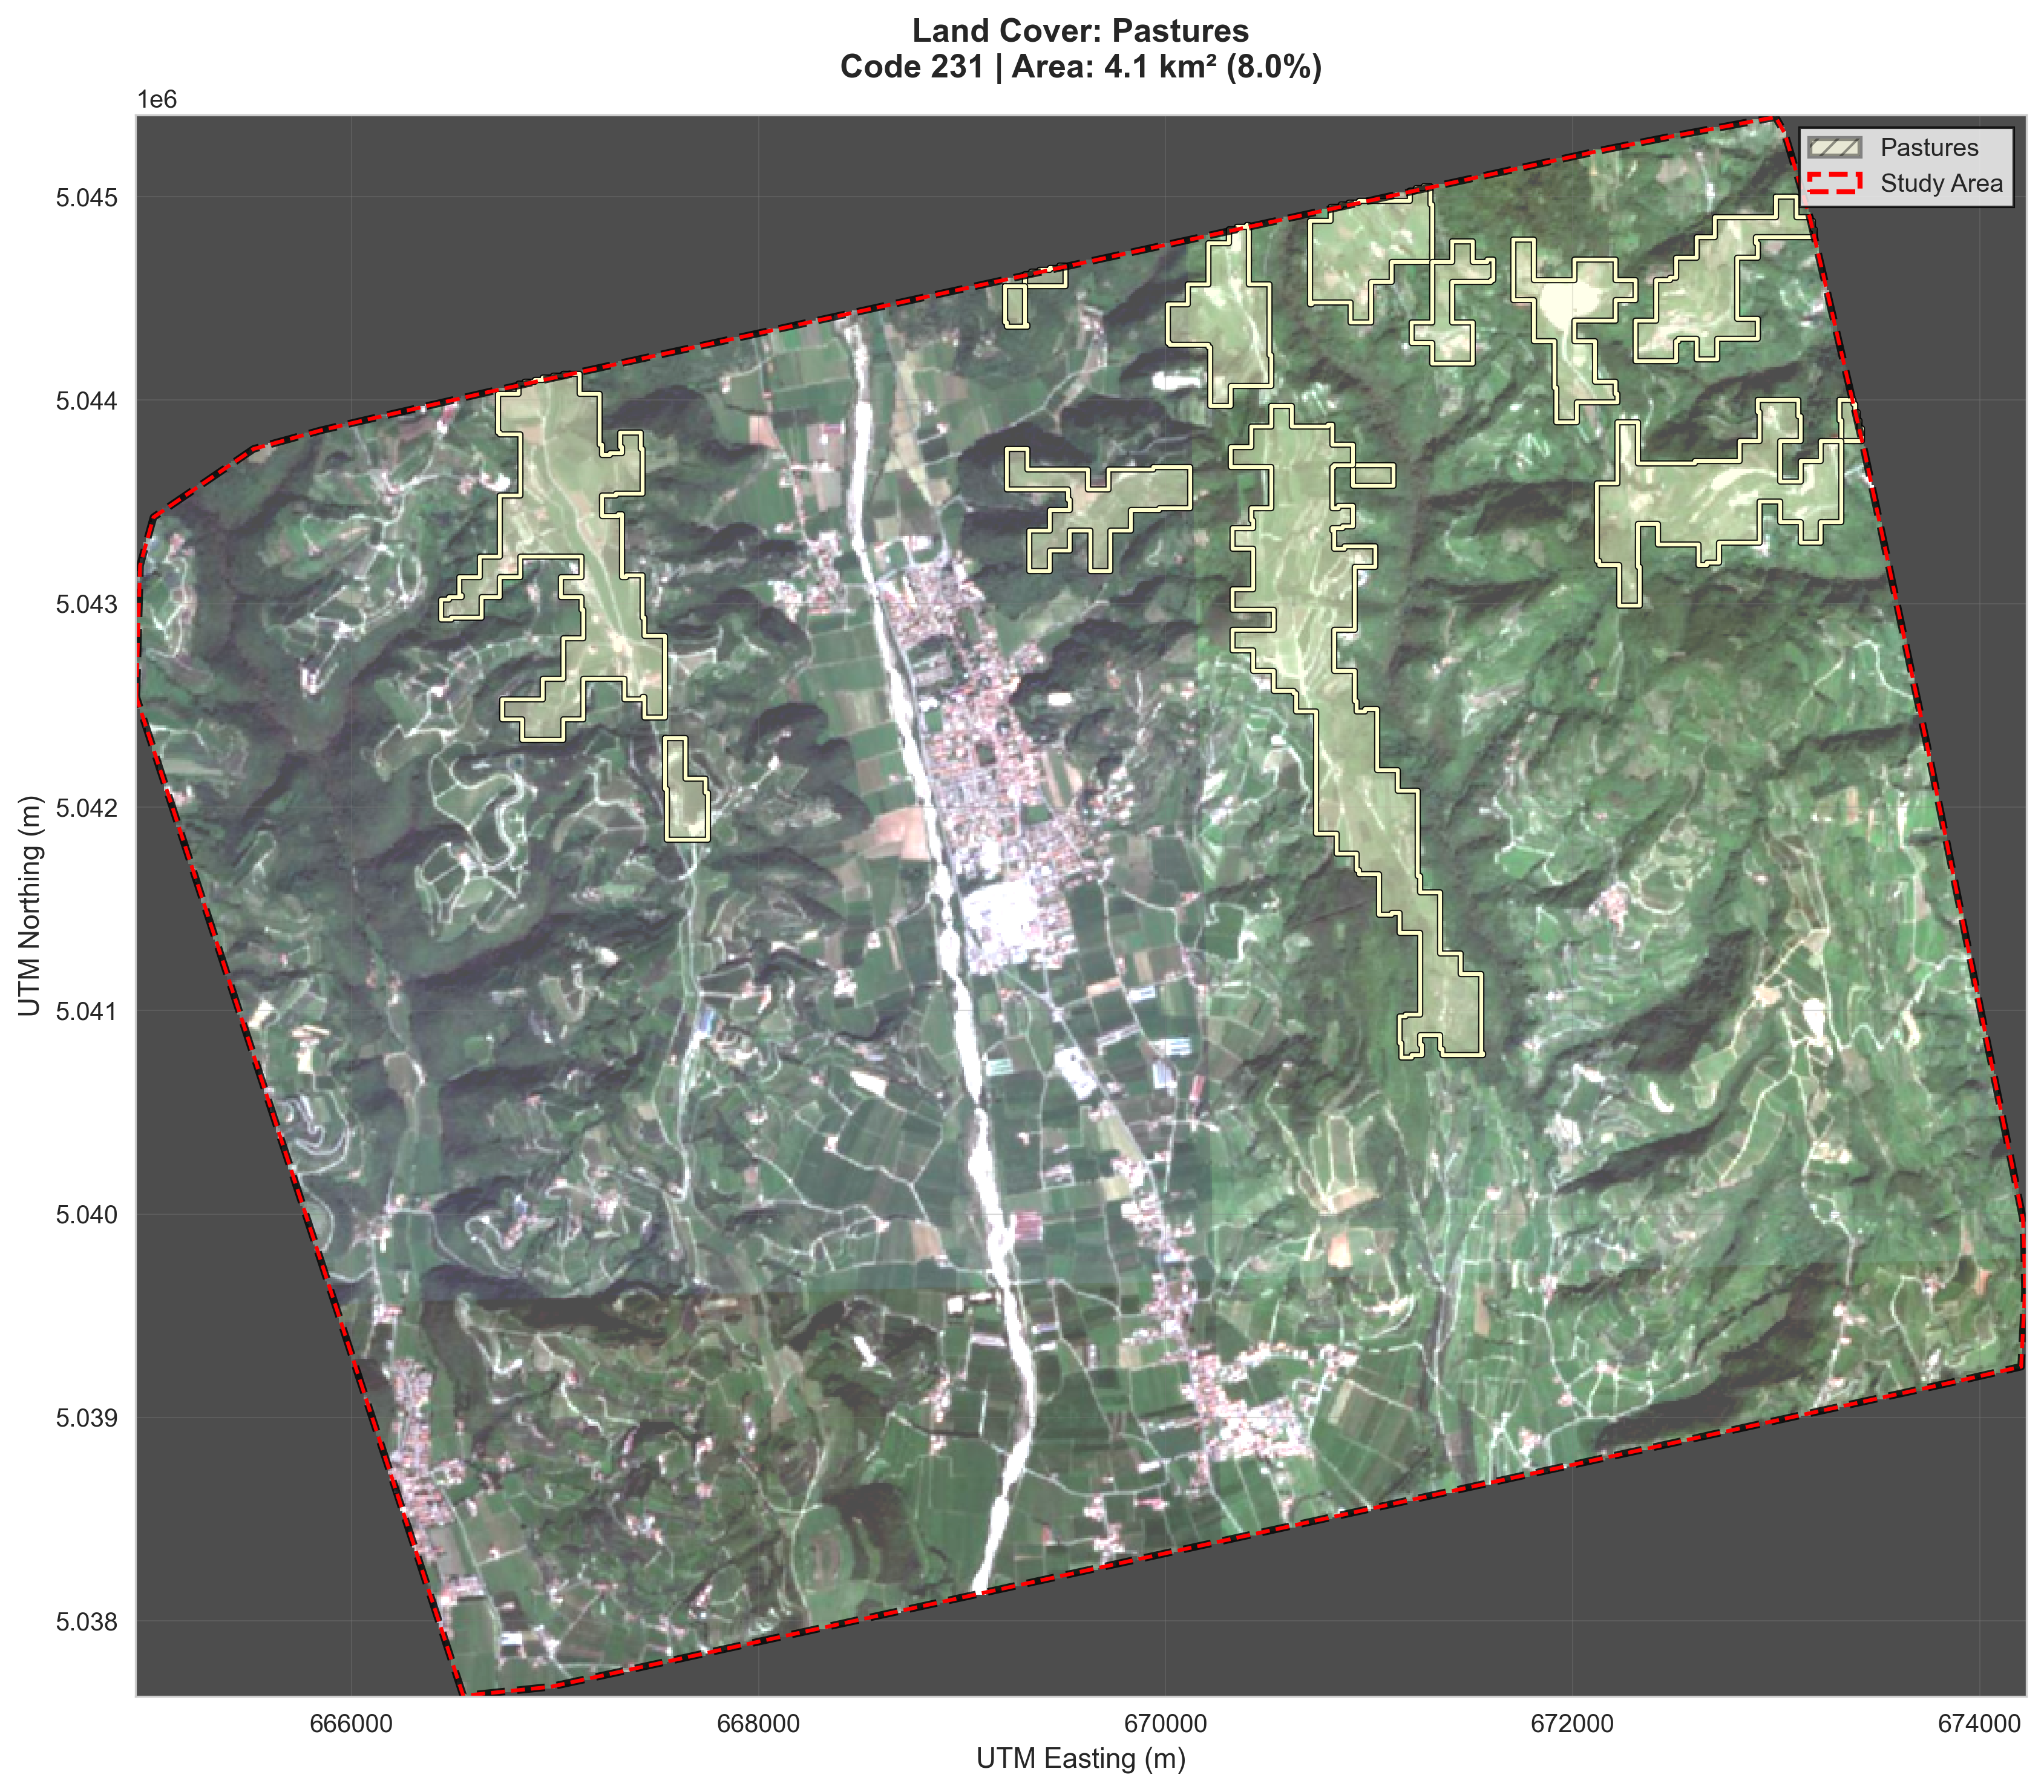 Land Cover: Pastures
Code 231 | Area: 4.1 km² (8.0%)
1e6
Pastures
Study Area
5.045
5.044
5.043
5.042
5.041
5.040
5.039
5.038
UTM Northing (m)
666000 668000 670000 672000 674000
UTM Easting (m)